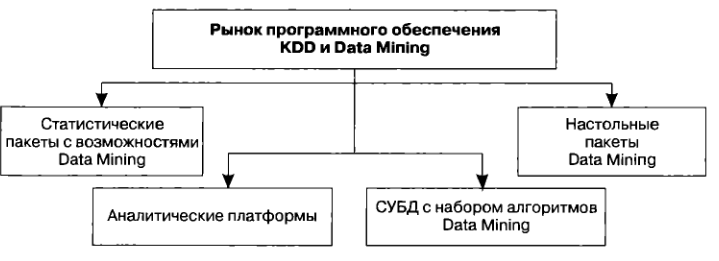 Рынок программного обеспечения
KDD и Data Mining
Статистические
пакеты с возможностями
Data Mining
Настольные
пакеты
Data Mining
Аналитические платформы
СУБД с набором алгоритмов
Data Mining